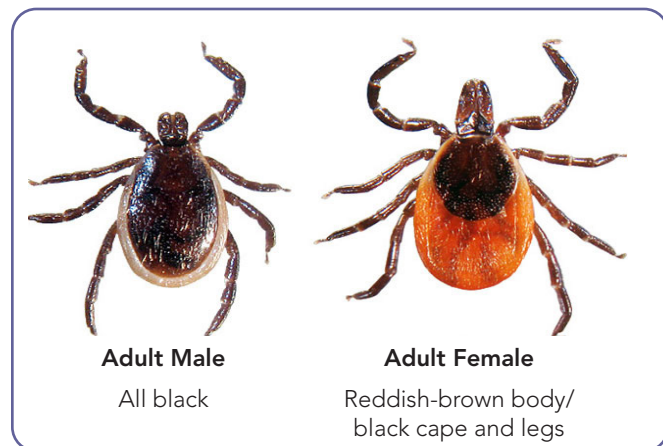 Adult Male
All black
Adult Female
Reddish-brown body/
black cape and legs